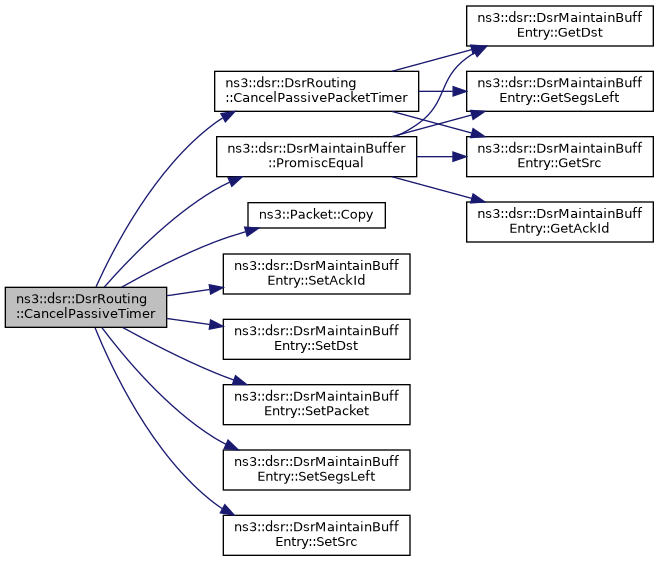 ns3::dsr::DsrMaintainBuff
Entry::GetDst
ns3::dsr::DsrRouting
::CancelPassivePacketTimer
ns3::dsr::DsrMaintainBuff
Entry::GetSegsLeft
ns3::dsr::DsrMaintainBuffer
::PromiscEqual
ns3::dsr::DsrMaintainBuff
Entry::GetSrc
ns3::Packet::Copy
ns3::dsr::DsrMaintainBuff
Entry::GetAckId
ns3::dsr::DsrMaintainBuff
Entry::SetAckId
ns3::dsr::DsrRouting
::CancelPassiveTimer
ns3::dsr::DsrMaintainBuff
Entry::SetDst
ns3::dsr::DsrMaintainBuff
Entry::SetPacket
ns3::dsr::DsrMaintainBuff
Entry::SetSegsLeft
ns3::dsr::DsrMaintainBuff
Entry::SetSrc